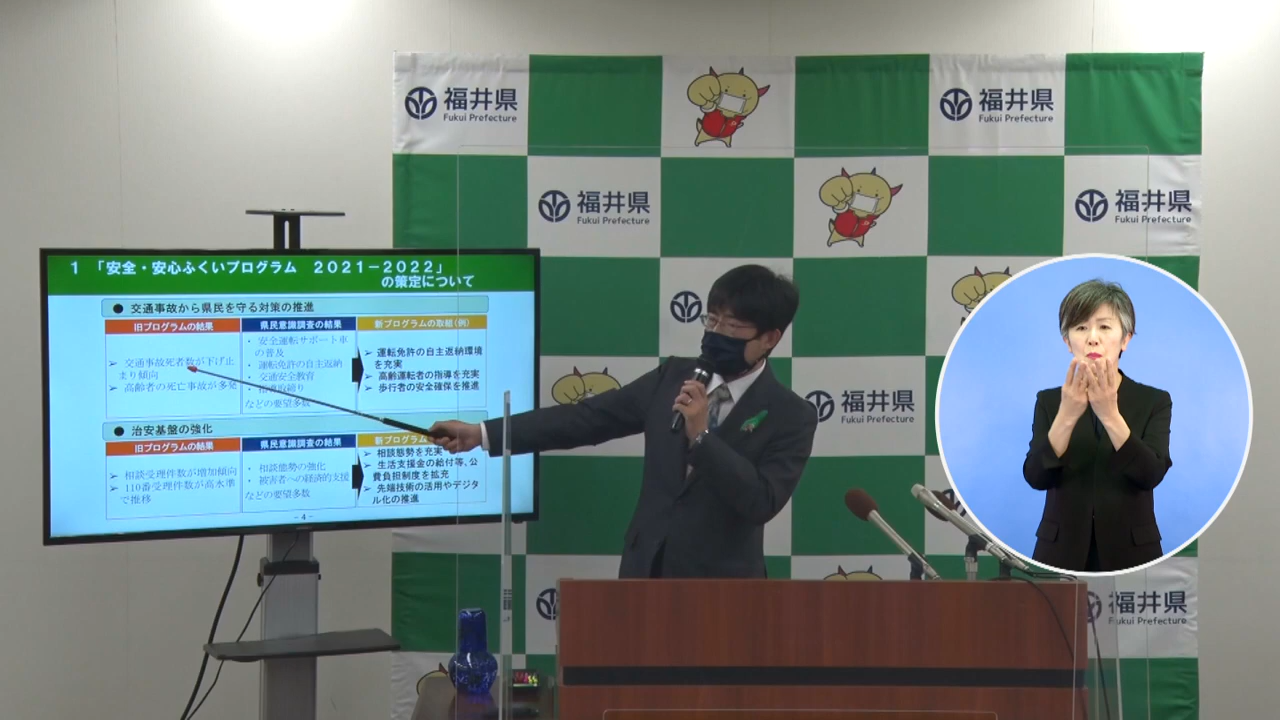 福井県
Fukui Prefecture
福井県
Fukui Prefecture
福井県
Fukui Prefecture
福井県
Fukui Prefecture
1 「安全・安心ふくいプログラム 2021－2022」
の策定について
● 交通事故から県民を守る対策の推進
旧プログラムの結果
➢ 交通事故死者数が下げ止
まり傾向
➢ 高齢者の死亡事故が多発
県民意識調査の結果
・ 安全運転サポート車
の普及
・ 運転免許の自主返納
・ 交通安全教育
などの要望多数
新プログラムの取組(例)
➢ 運転免許の自主返納環境
を充実
➢ 高齢運転者の指導を充実
➢ 歩行者の安全確保を推進
● 治安基盤の強化
旧プログラムの結果
➢ 相談受理件数が増加傾向
➢ 110番受理件数が高水準
で推移
県民意識調査の結果
・ 相談態勢の強化
・ 被害者への経済的支援
などの要望多数
新プログラム
➢ 相談態勢を充実
➢ 生活支援金の給付等、公
費負担制度を拡充
➢ 先端技術の活用やデジタ
ル化の推進
－4－
福井県
Fukui Prefecture
福井県
Fukui Prefecture